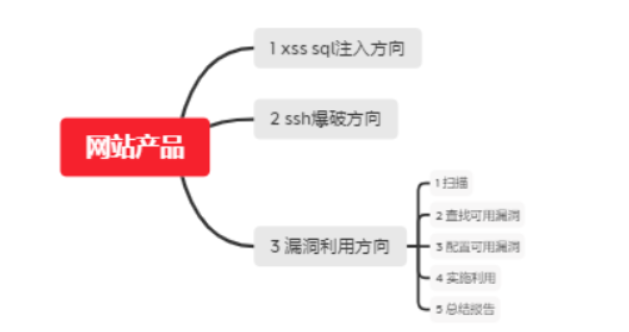 网站产品
1 xss sql注入方向
2 ssh爆破方向
3 漏洞利用方向
1 扫描
2 查找可用漏洞
3 配置可用漏洞
4 实施利用
5 总结报告